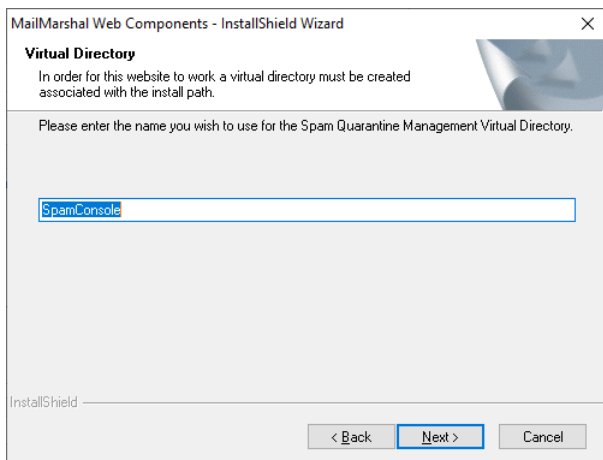 MailMarshal Web Components - InstallShield Wizard
Virtual Directory
In order for this website to work a virtual directory must be created
associated with the install path.
Please enter the name you wish to use for the Spam Quarantine Management Virtual Directory.
SpamConsole
InstallShield
< Back Next > Cancel